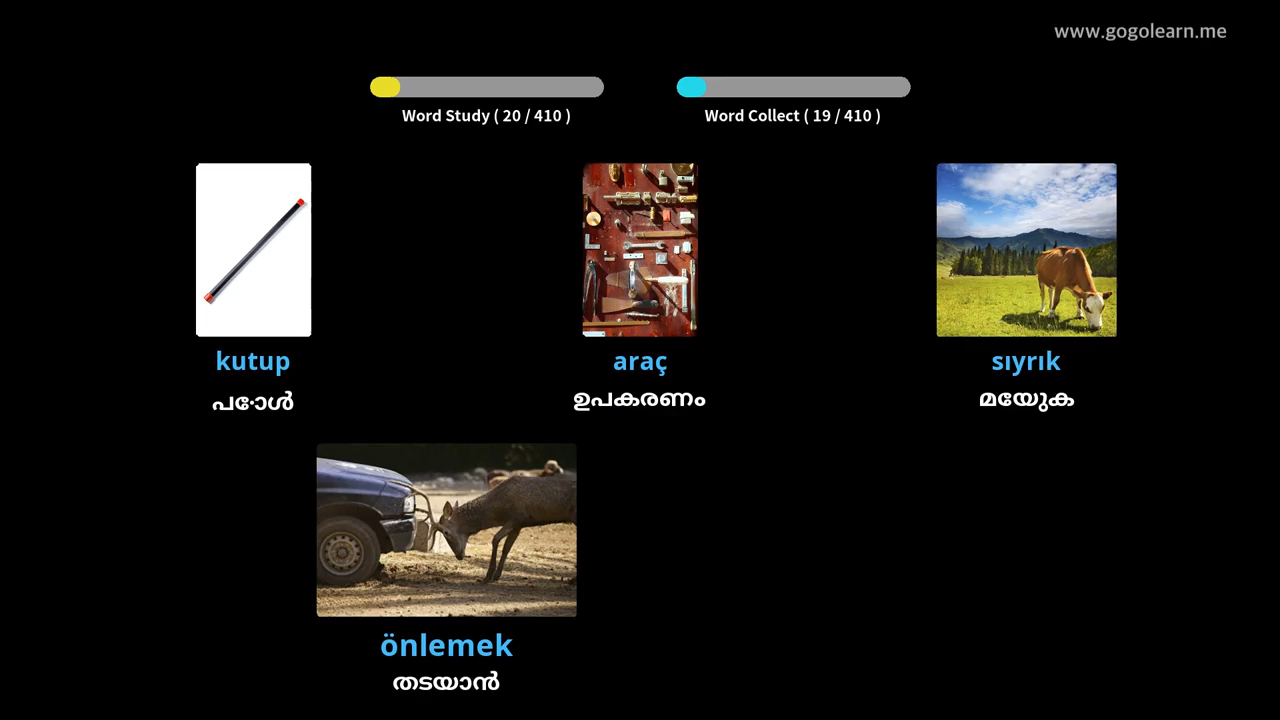 www.gogolearn.me
Word Study ( 20 / 410 )
Word Collect ( 19 / 410 )
kutup
araç
sıyrık
പോൾ
ഉപകരണം
മേയുക
önlemek
തടയാൻ